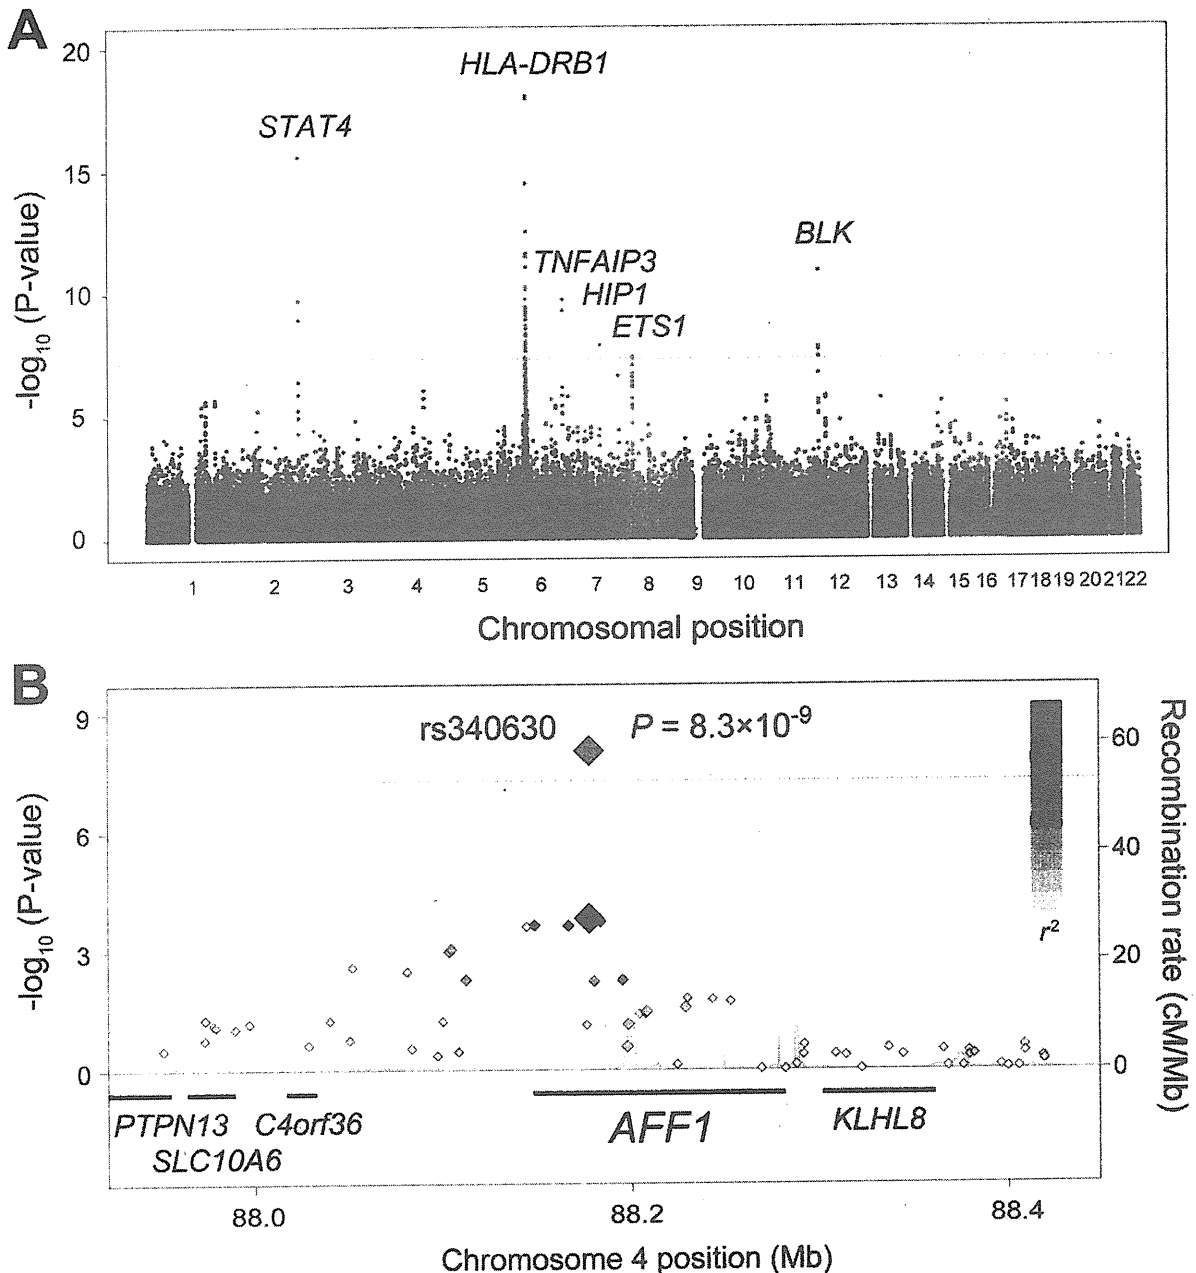 A
HLA-DRB1
STAT4
BLK
TNFAIP3
HIP1
ETS1
20
15
10
5
0
-log10 (P-value)
1 2 3 4 5 6 7 8 9 10 11 12 13 14 15 16 17 18 19 20 21 22
Chromosomal position
B
rs340630 P = 8.3×10-9
9
6
3
0
-log10 (P-value)
60
40
20
0
Recombination rate (cM/Mb)
r2
PTPN13 C4orf36 AFF1 KLHL8
SLC10A6
88.0 88.2 88.4
Chromosome 4 position (Mb)